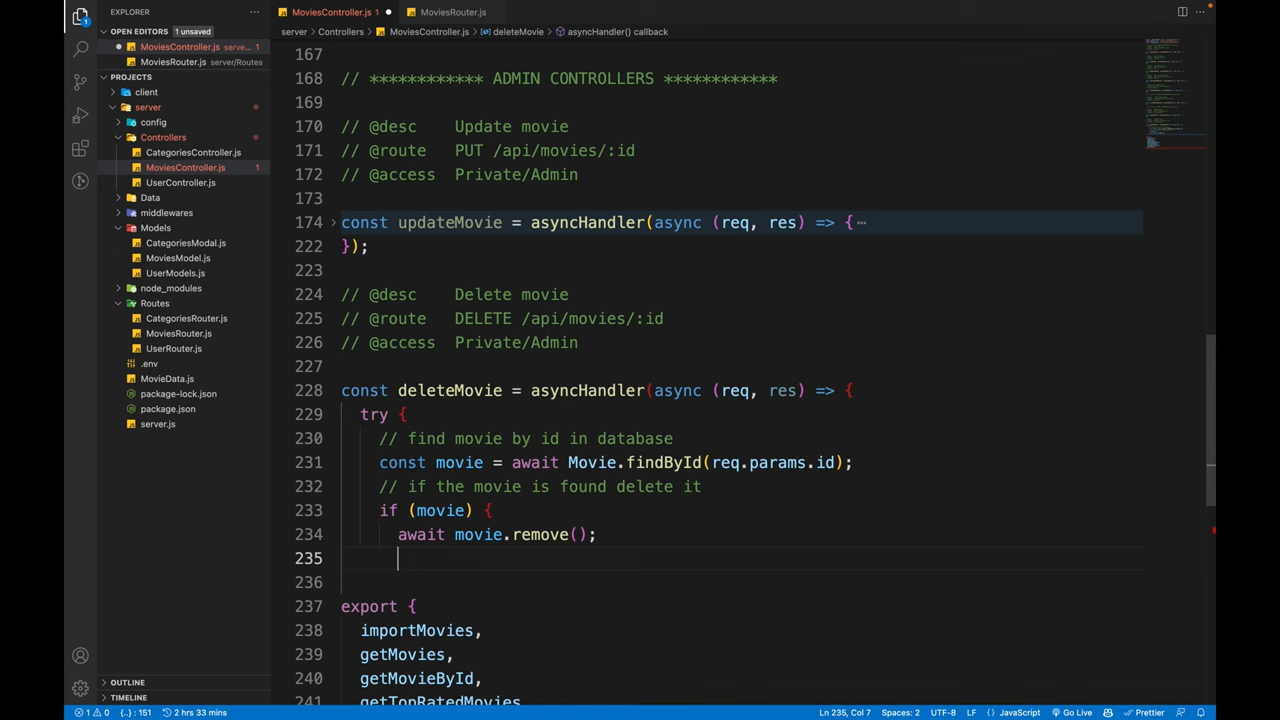 EXPLORER
MoviesController.js 1
MoviesRouter.js
OPEN EDITORS 1 unsaved
server > Controllers > MoviesController.js > deleteMovie > asyncHandler() callback
MoviesController.js serve... 1
MoviesRouter.js server/Routes
PROJECTS
client
server
config
Controllers
CategoriesController.js
MoviesController.js 1
UserController.js
Data
middlewares
Models
CategoriesModal.js
MoviesModel.js
UserModels.js
node_modules
Routes
CategoriesRouter.js
MoviesRouter.js
UserRouter.js
.env
MovieData.js
package-lock.json
package.json
server.js
OUTLINE
TIMELINE
167
168 // ************ ADMIN CONTROLLERS ************
169
170 // @desc Update movie
171 // @route PUT /api/movies/:id
172 // @access Private/Admin
173
174 const updateMovie = asyncHandler(async (req, res) => { ⋯
222 });
223
224 // @desc Delete movie
225 // @route DELETE /api/movies/:id
226 // @access Private/Admin
227
228 const deleteMovie = asyncHandler(async (req, res) => {
229 try {
230 // find movie by id in database
231 const movie = await Movie.findById(req.params.id);
232 // if the movie is found delete it
233 if (movie) {
234 await movie.remove();
235
236
237 export {
238 importMovies,
239 getMovies,
240 getMovieById,
241 getTopRatedMovies
1 0 {..} : 151 2 hrs 33 mins Ln 235, Col 7 Spaces: 2 UTF-8 LF {} JavaScript Go Live Prettier